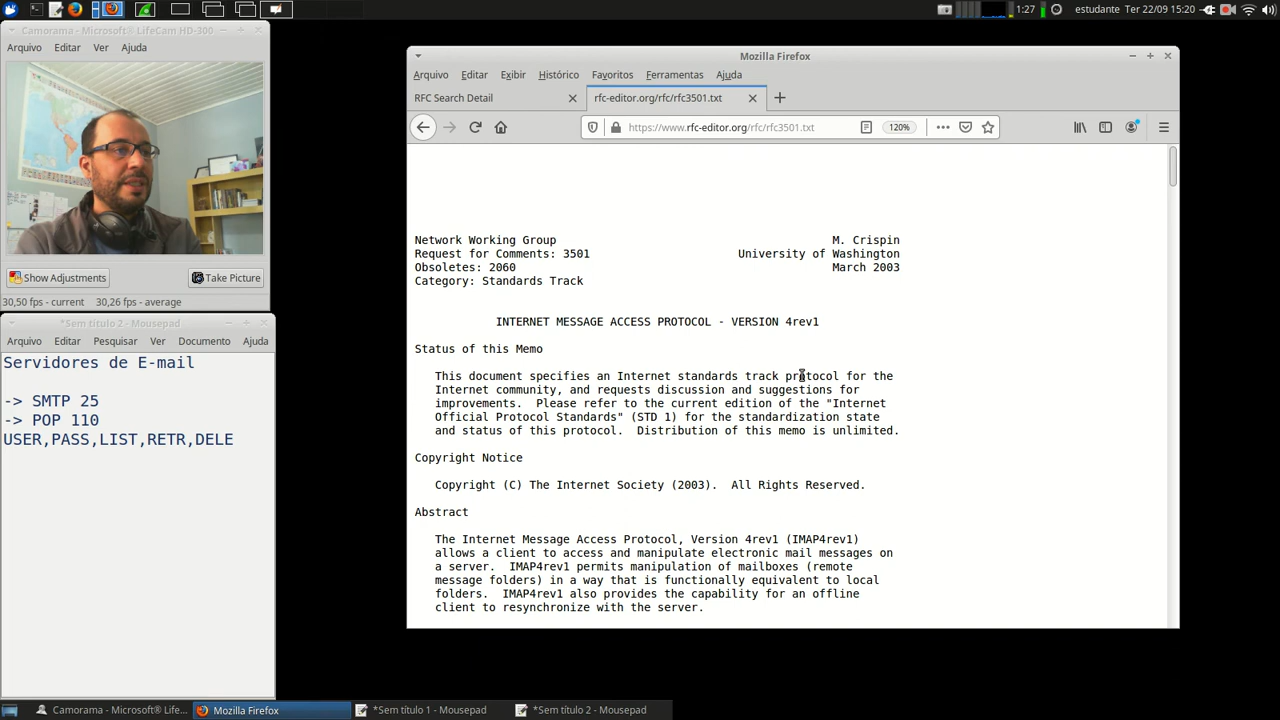 1:27
estudante
Ter 22/09 15:20
Camorama - Microsoft® LifeCam HD-300
Arquivo Editar Ver Ajuda
Show Adjustments
Take Picture
30,50 fps - current 30,26 fps - average
*Sem título 2 - Mousepad
Arquivo Editar Pesquisar Ver Documento Ajuda
Servidores de E-mail
-> SMTP 25
-> POP 110
USER,PASS,LIST,RETR,DELE
Mozilla Firefox
Arquivo Editar Exibir Histórico Favoritos Ferramentas Ajuda
RFC Search Detail
rfc-editor.org/rfc/rfc3501.txt
https://www.rfc-editor.org/rfc/rfc3501.txt
120%
Network Working Group M. Crispin
Request for Comments: 3501 University of Washington
Obsoletes: 2060 March 2003
Category: Standards Track
INTERNET MESSAGE ACCESS PROTOCOL - VERSION 4rev1
Status of this Memo
This document specifies an Internet standards track protocol for the
Internet community, and requests discussion and suggestions for
improvements. Please refer to the current edition of the "Internet
Official Protocol Standards" (STD 1) for the standardization state
and status of this protocol. Distribution of this memo is unlimited.
Copyright Notice
Copyright (C) The Internet Society (2003). All Rights Reserved.
Abstract
The Internet Message Access Protocol, Version 4rev1 (IMAP4rev1)
allows a client to access and manipulate electronic mail messages on
a server. IMAP4rev1 permits manipulation of mailboxes (remote
message folders) in a way that is functionally equivalent to local
folders. IMAP4rev1 also provides the capability for an offline
client to resynchronize with the server.
Camorama - Microsoft® LifeC...
Mozilla Firefox
*Sem título 1 - Mousepad
*Sem título 2 - Mousepad